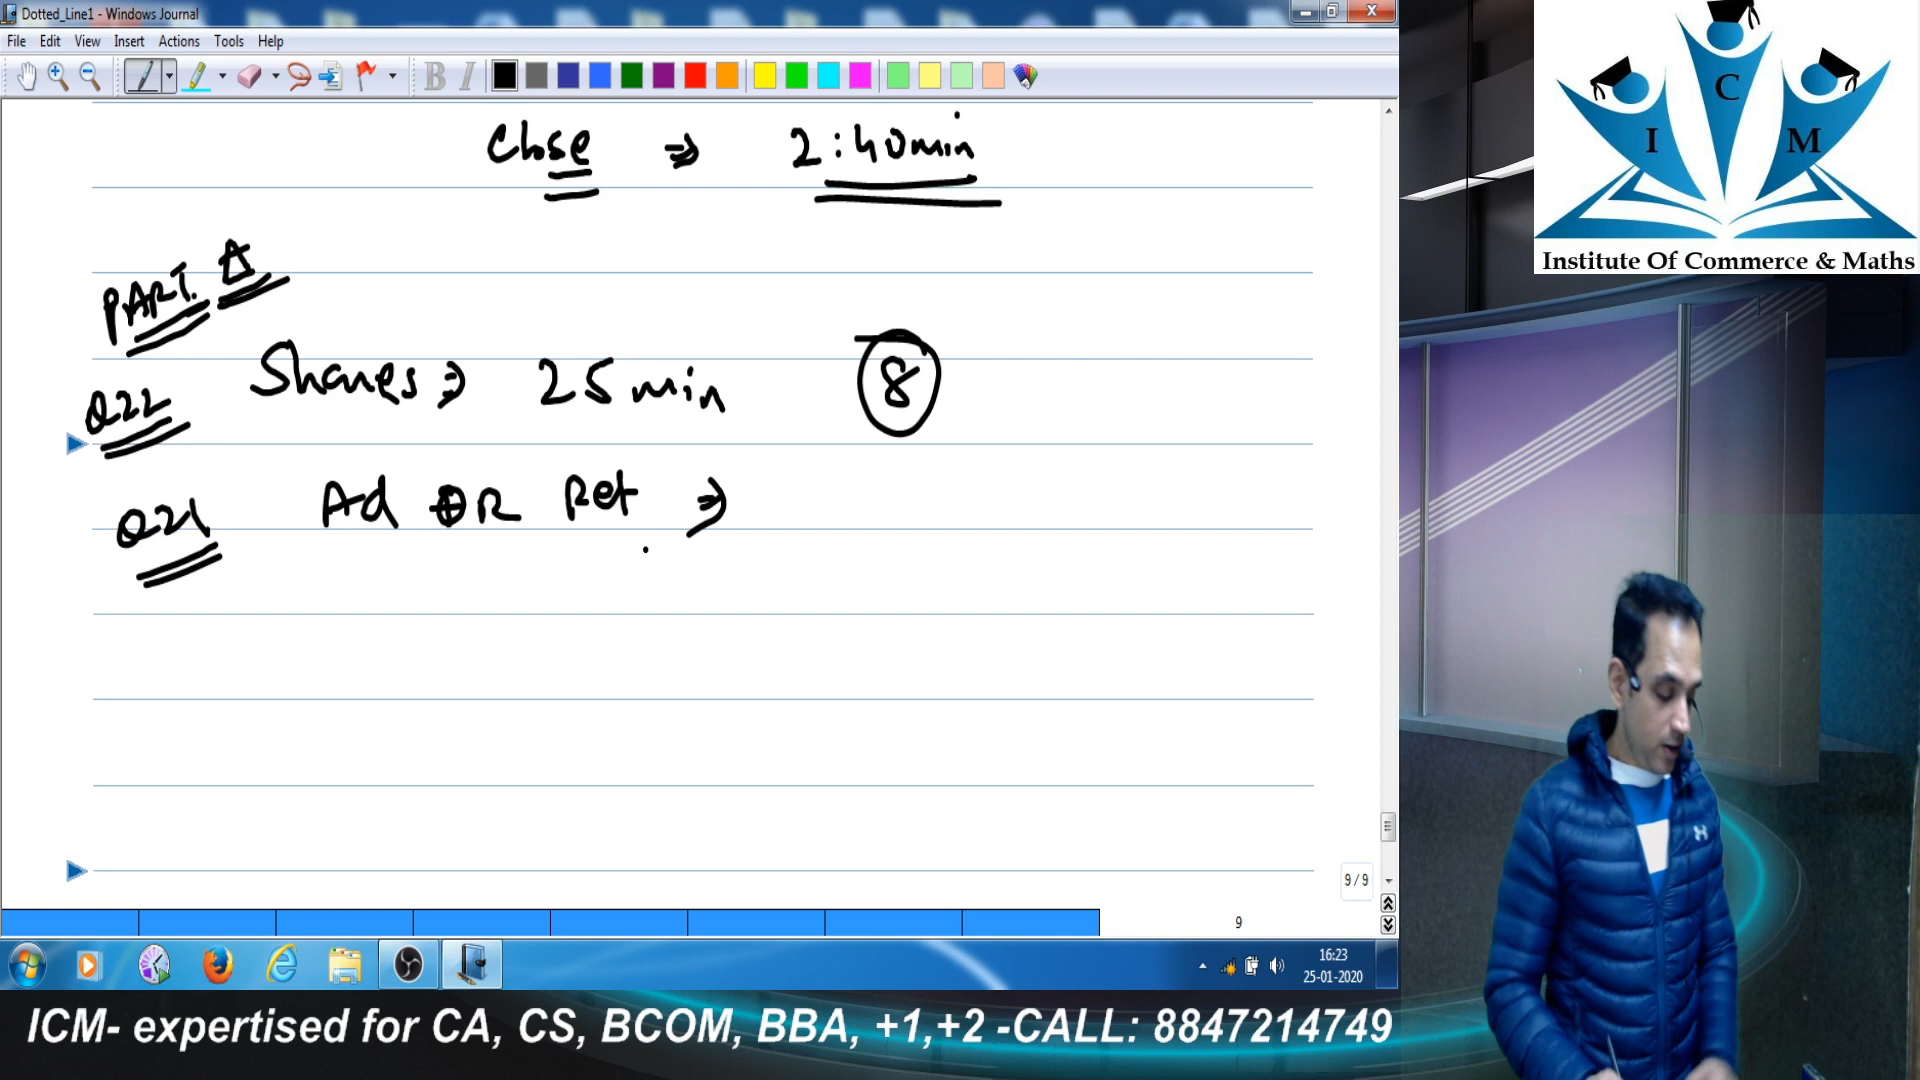 Dotted_Line1 - Windows Journal
File Edit View Insert Actions Tools Help
B I
Close ⇒ 2:40min
PART A
Q22 Shares ⇒ 25 min 8
Q21 Ad OR Ret ⇒
9/9
9
16:23
25-01-2020
I C M
Institute Of Commerce & Maths
ICM- expertised for CA, CS, BCOM, BBA, +1,+2 -CALL: 8847214749